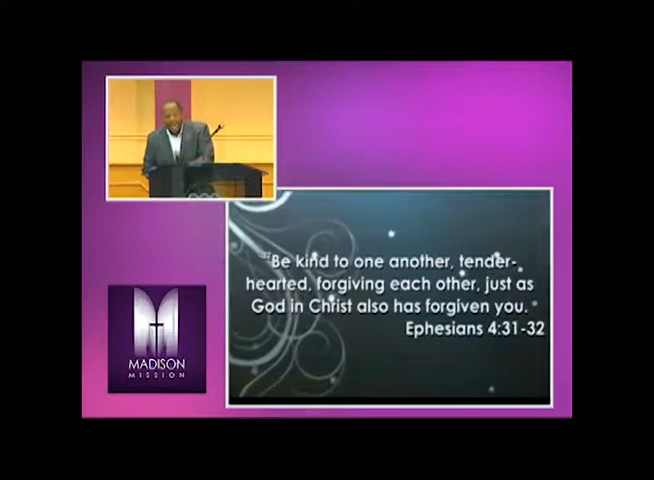 32 Be kind to one another, tender-
hearted, forgiving each other, just as
God in Christ also has forgiven you.
Ephesians 4:31-32
MADISON
MISSION